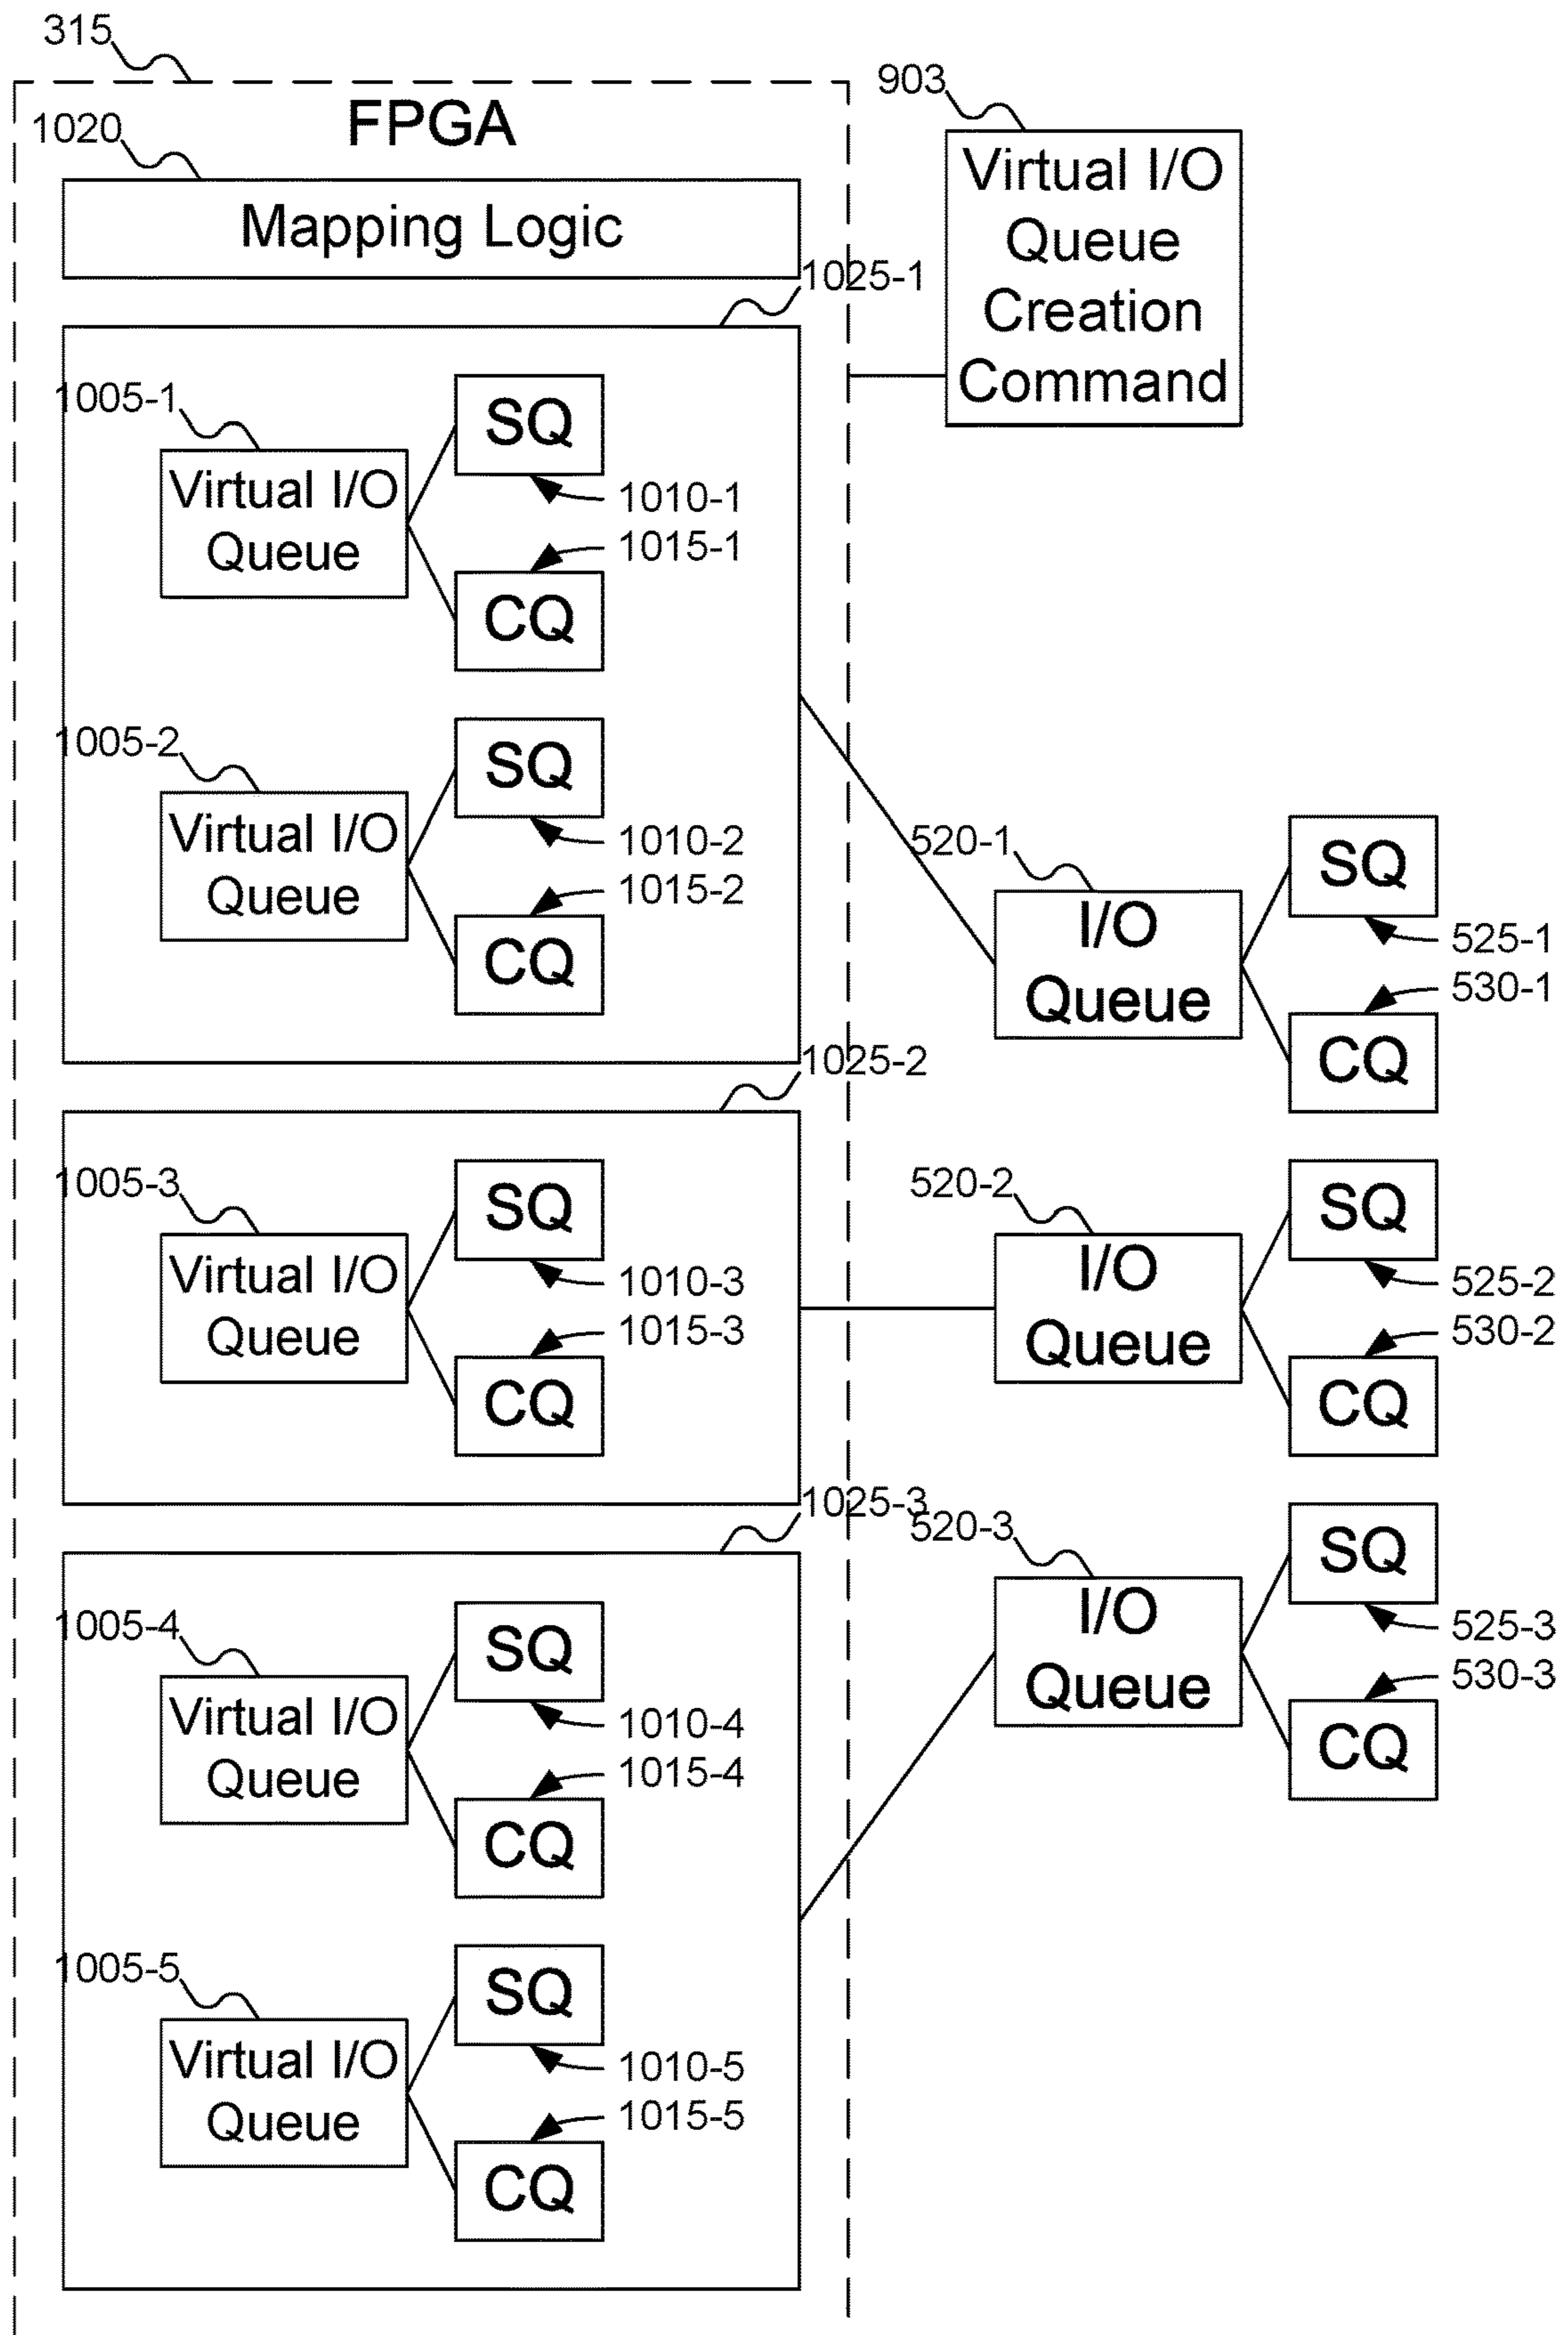 315
FPGA
1020
Mapping Logic
903
Virtual I/O
Queue
Creation
Command
1025-1
1005-1
Virtual I/O
Queue
SQ
1010-1
1015-1
CQ
1005-2
Virtual I/O
Queue
SQ
1010-2
1015-2
CQ
520-1
I/O
Queue
SQ
525-1
530-1
CQ
1025-2
1005-3
Virtual I/O
Queue
SQ
1010-3
1015-3
CQ
520-2
I/O
Queue
SQ
525-2
530-2
CQ
1025-3
1005-4
Virtual I/O
Queue
SQ
1010-4
1015-4
CQ
520-3
I/O
Queue
SQ
525-3
530-3
CQ
1005-5
Virtual I/O
Queue
SQ
1010-5
1015-5
CQ